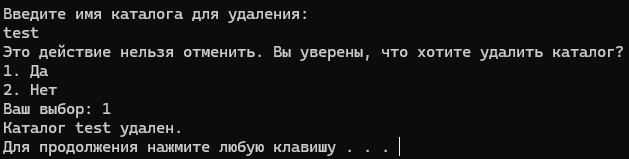 Введите имя каталога для удаления:
test
Это действие нельзя отменить. Вы уверены, что хотите удалить каталог?
1. Да
2. Нет
Ваш выбор: 1
Каталог test удален.
Для продолжения нажмите любую клавишу . . .